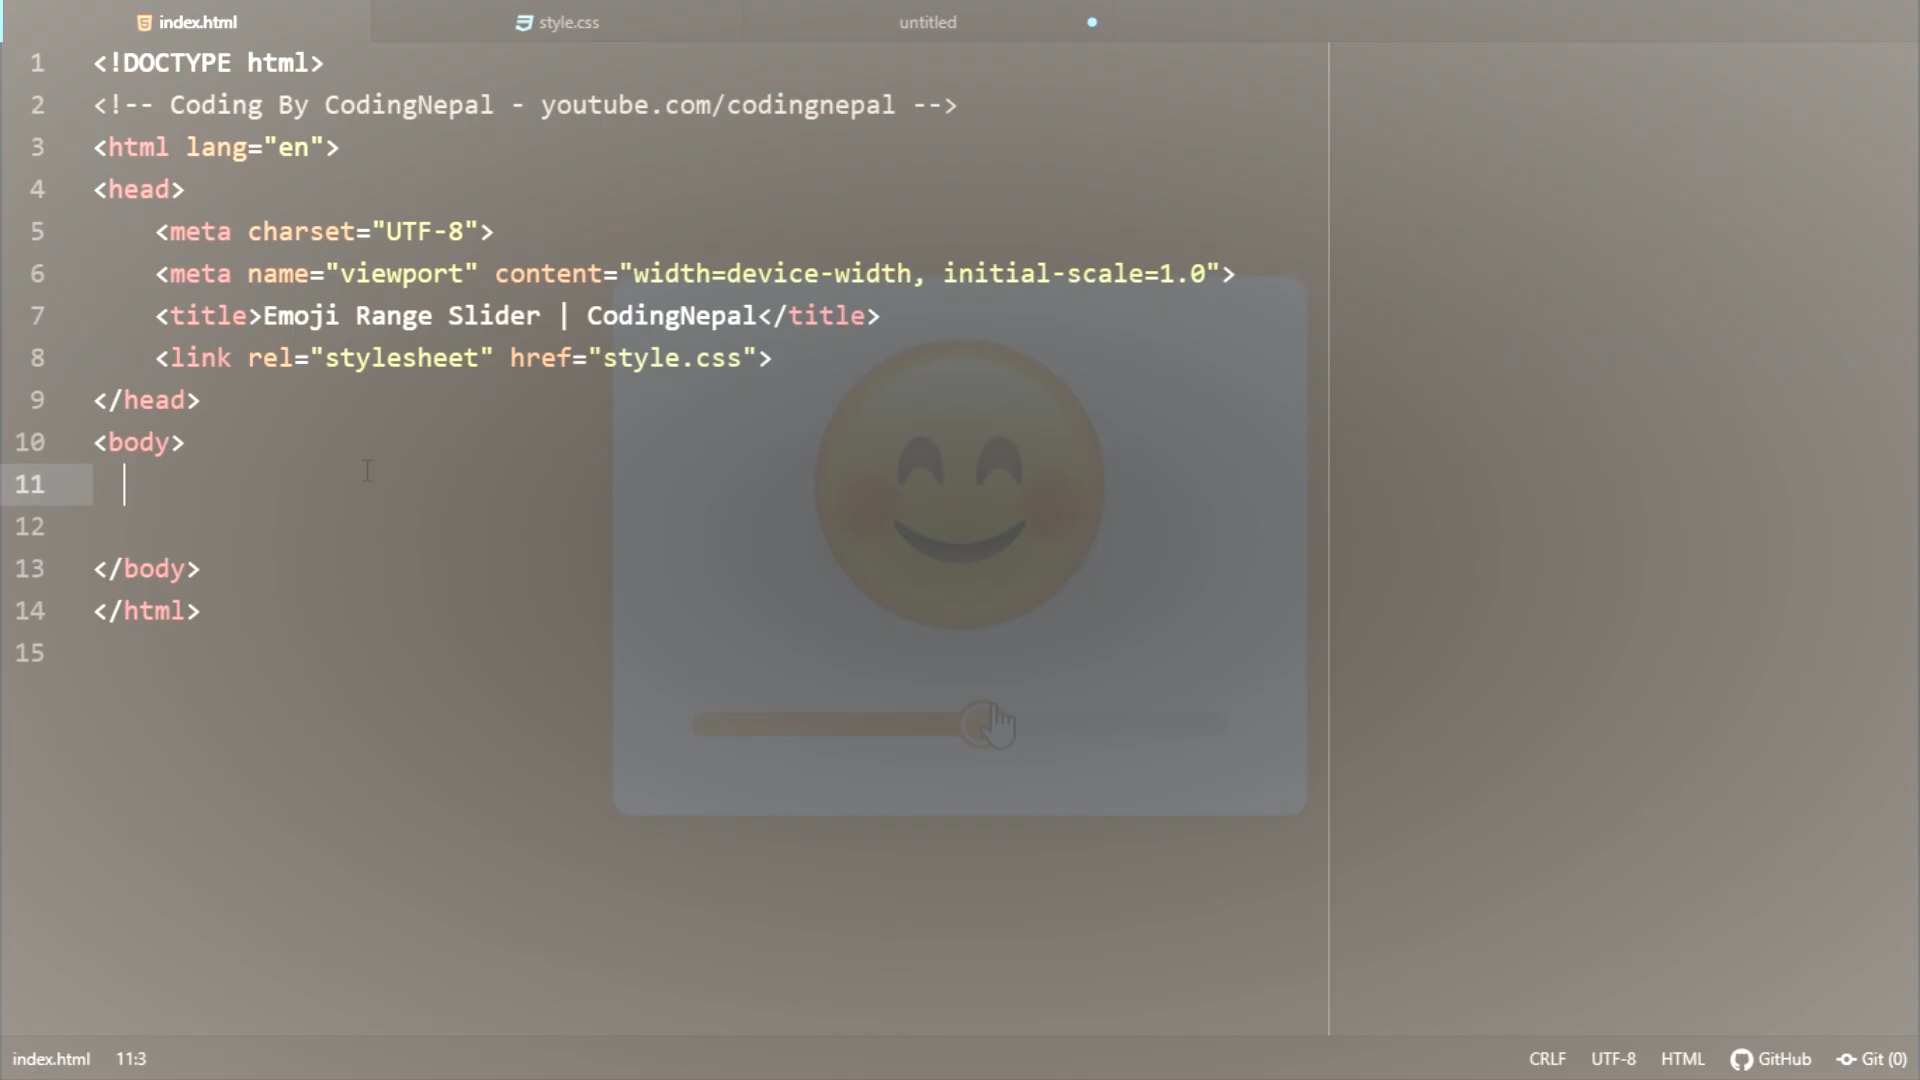 index.html style.css untitled
1 <!DOCTYPE html>
2 <!-- Coding By CodingNepal - youtube.com/codingnepal -->
3 <html lang="en">
4 <head>
5 <meta charset="UTF-8">
6 <meta name="viewport" content="width=device-width, initial-scale=1.0">
7 <title>Emoji Range Slider | CodingNepal</title>
8 <link rel="stylesheet" href="style.css">
9 </head>
10 <body>
11
12
13 </body>
14 </html>
15
index.html 11:3 CRLF UTF-8 HTML GitHub Git (0)